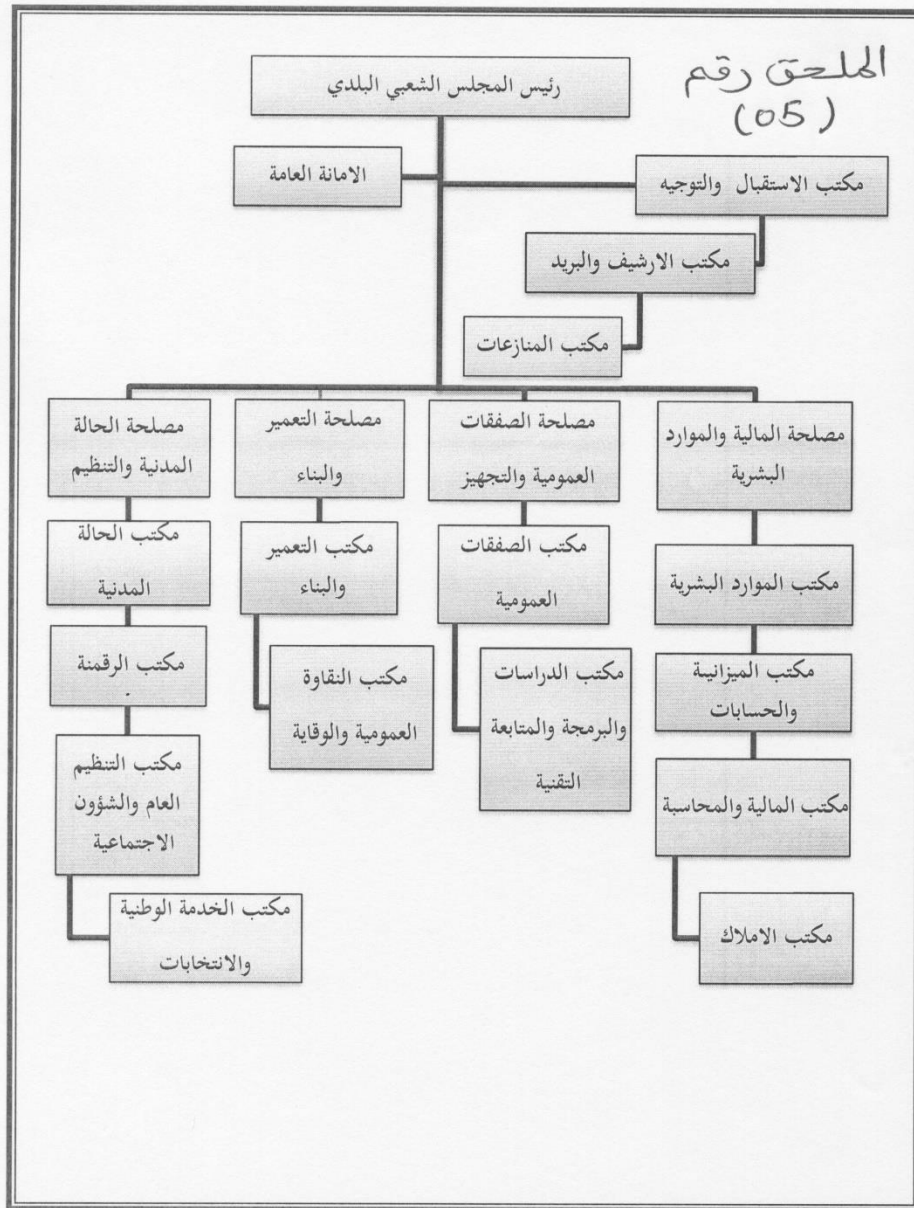 الملحق رقم
(05)
رئيس المجلس الشعبي البلدي
مكتب الاستقبال والتوجيه
الامانة العامة
مكتب الارشيف والبريد
مكتب المنازعات
مصلحة المالية والموارد
البشرية
مصلحة الصفقات
العمومية والتجهيز
مصلحة التعمير
والبناء
مصلحة الحالة
المدنية والتنظيم
مكتب الموارد البشرية
مكتب الصفقات
العمومية
مكتب التعمير
والبناء
مكتب الحالة
المدنية
مكتب الميزانية
والحسابات
مكتب الدراسات
والبرمجة والمتابعة
التقنية
مكتب النقاوة
العمومية والوقاية
مكتب الرقمنة
.
مكتب المالية والمحاسبة
مكتب التنظيم
العام والشؤون
الاجتماعية
مكتب الاملاك
مكتب الخدمة الوطنية
والانتخابات